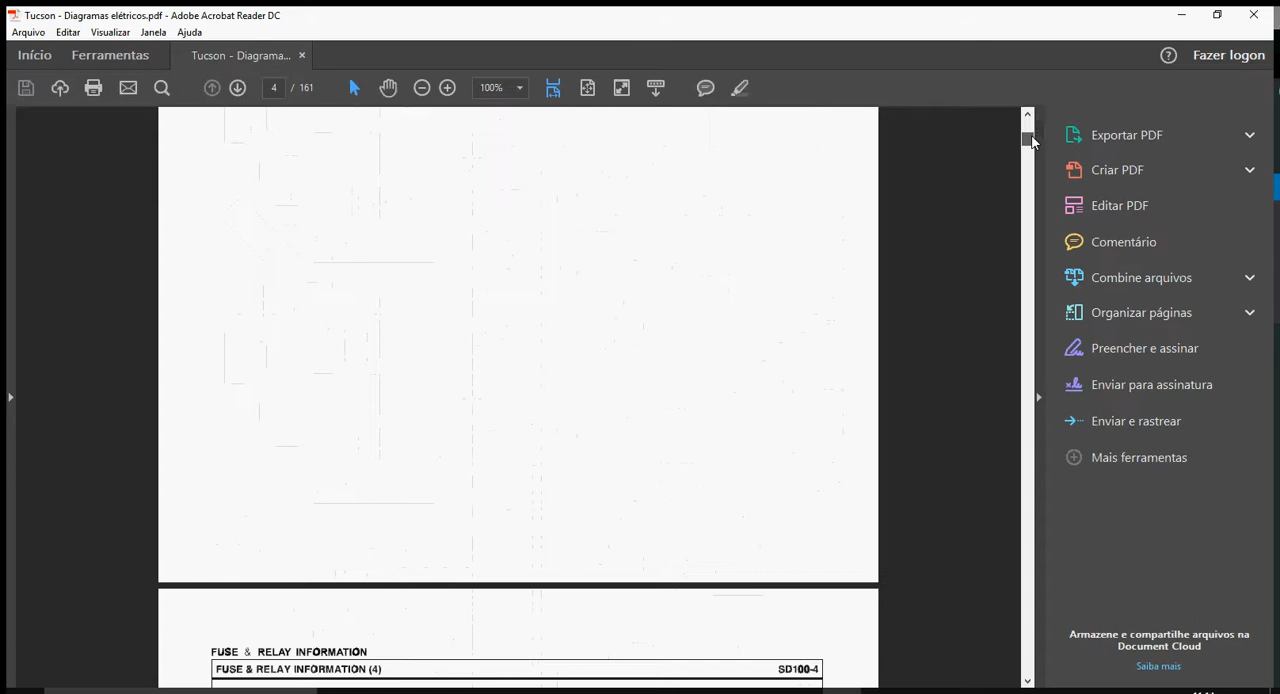 Tucson - Diagramas elétricos.pdf - Adobe Acrobat Reader DC
Arquivo Editar Visualizar Janela Ajuda
Início Ferramentas Tucson - Diagrama... ×
? Fazer logon
4 / 161 100%
Exportar PDF
Criar PDF
Editar PDF
Comentário
Combine arquivos
Organizar páginas
Preencher e assinar
Enviar para assinatura
Enviar e rastrear
Mais ferramentas
FUSE & RELAY INFORMATION
FUSE & RELAY INFORMATION (4) SD100-4
Armazene e compartilhe arquivos na
Document Cloud
Saiba mais